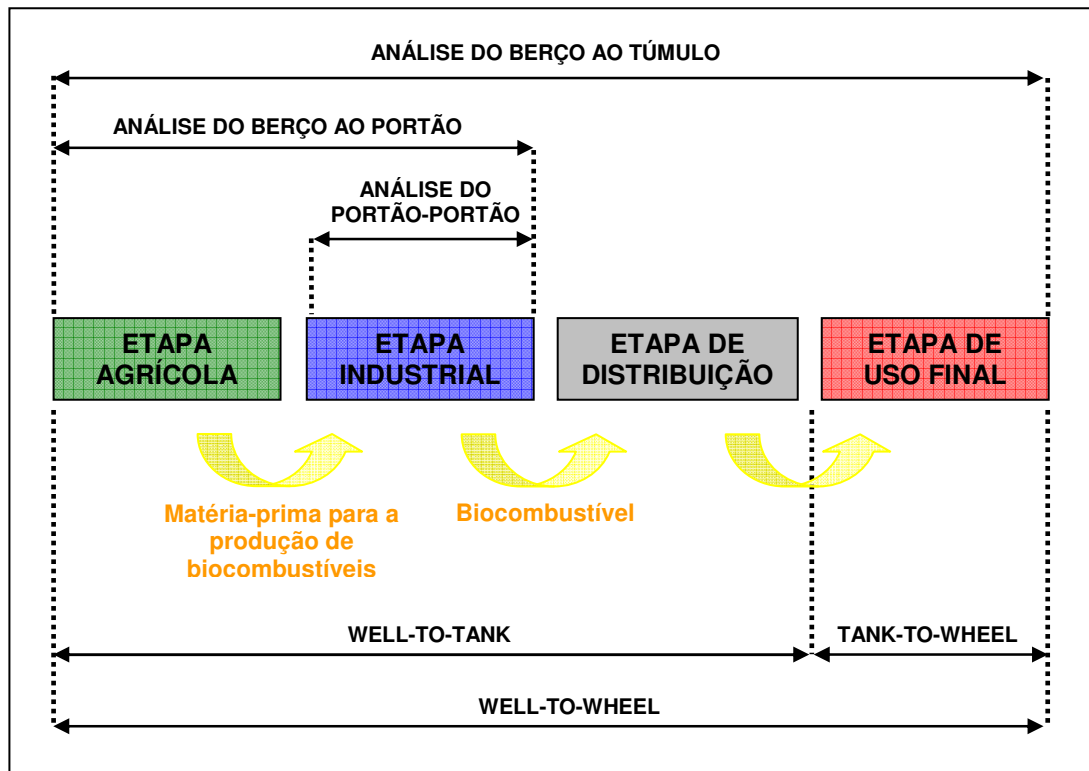 ANÁLISE DO BERÇO AO TÚMULO
ANÁLISE DO BERÇO AO PORTÃO
ANÁLISE DO
PORTÃO-PORTÃO
ETAPA
AGRÍCOLA
ETAPA
INDUSTRIAL
ETAPA DE
DISTRIBUIÇÃO
ETAPA DE
USO FINAL
Matéria-prima para a
produção de
biocombustíveis
Biocombustível
WELL-TO-TANK
TANK-TO-WHEEL
WELL-TO-WHEEL